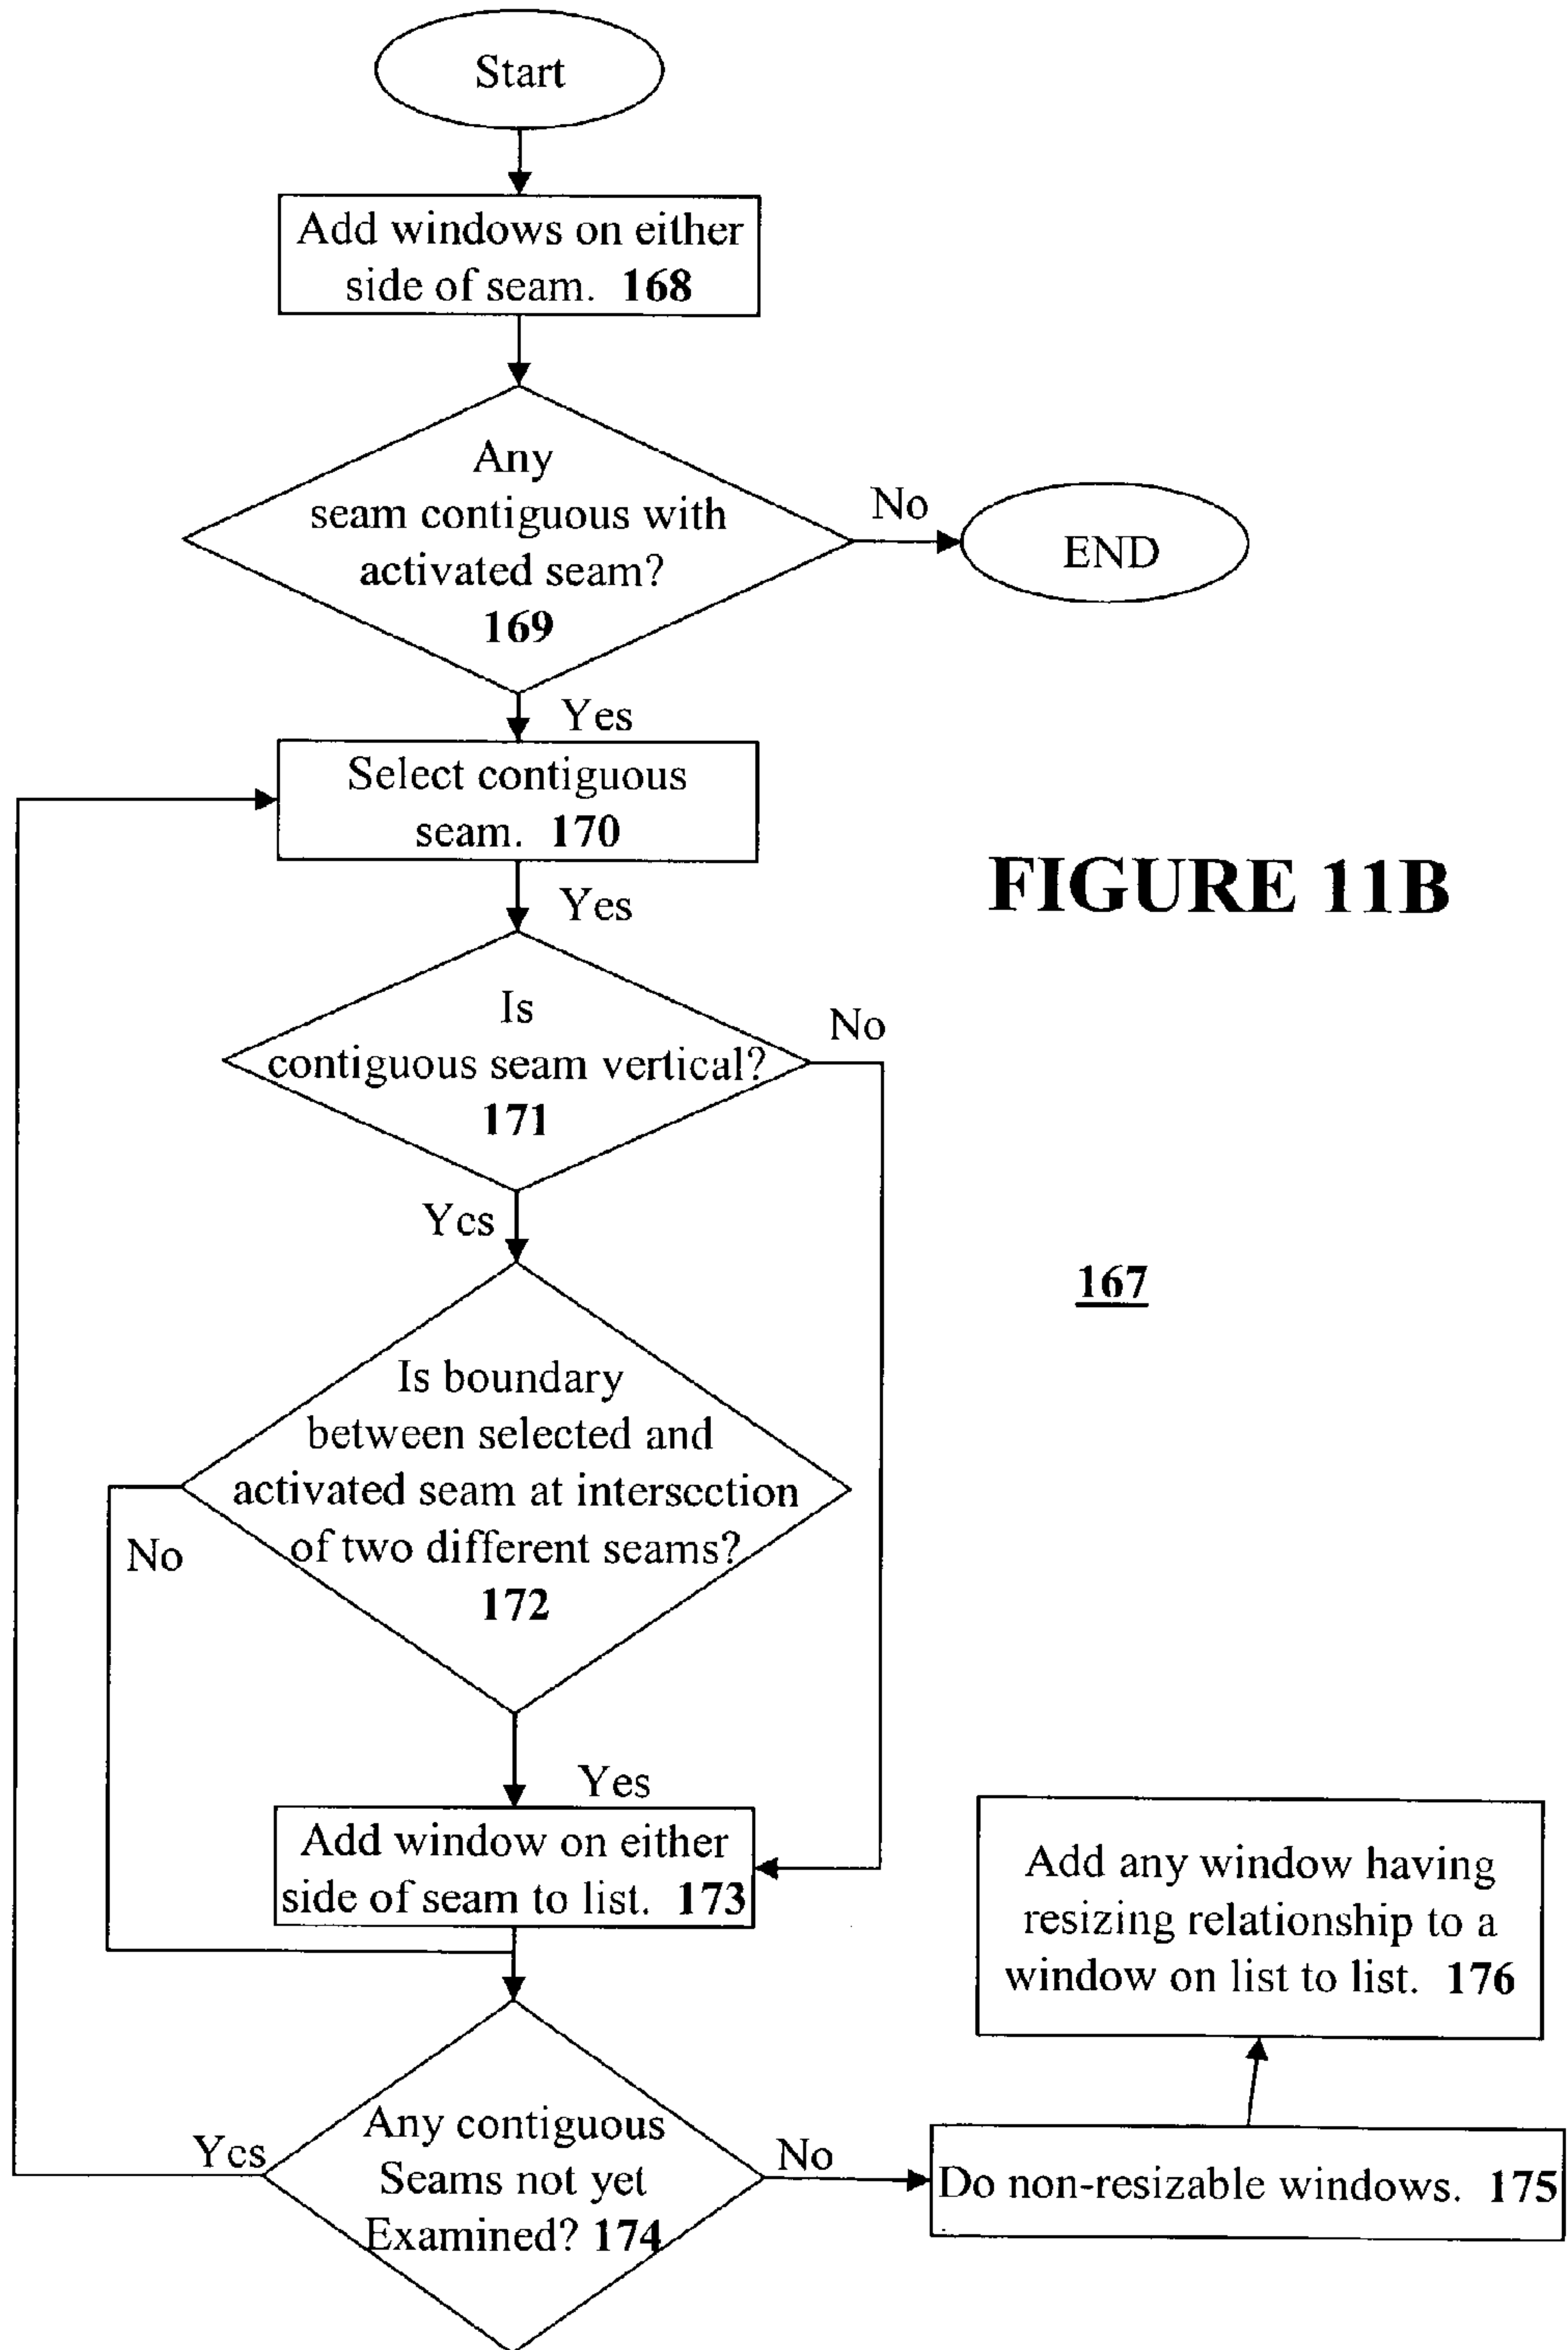 Start
Add windows on either
side of seam. 168
Any
seam contiguous with
activated seam?
169
No
END
Yes
Select contiguous
seam. 170
FIGURE 11B
Yes
Is
contiguous seam vertical?
171
No
Yes
167
Is boundary
between selected and
activated seam at intersection
of two different seams?
172
No
Yes
Add window on either
side of seam to list. 173
Add any window having
resizing relationship to a
window on list to list. 176
Any contiguous
Seams not yet
Examined? 174
Yes
No
Do non-resizable windows. 175